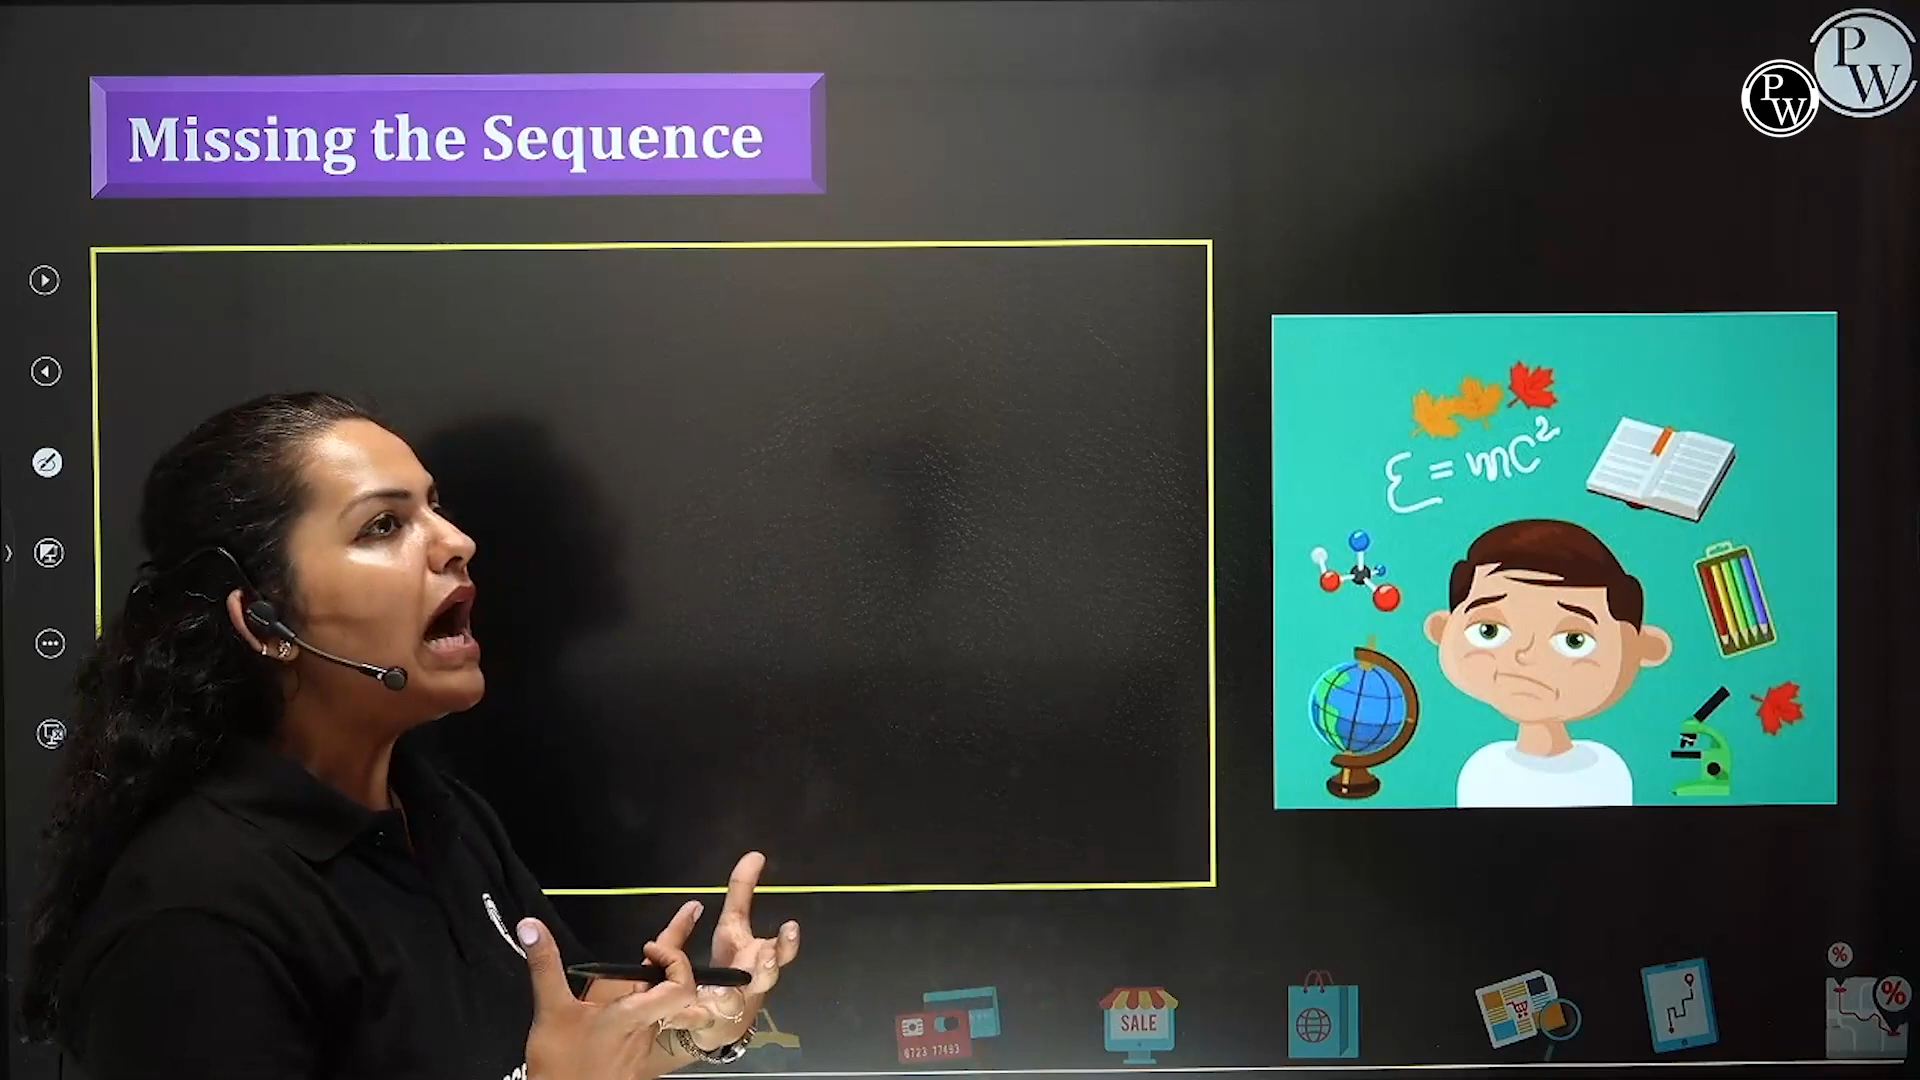 Missing the Sequence
P
W
P
W
ε = mc²
SALE
%
%